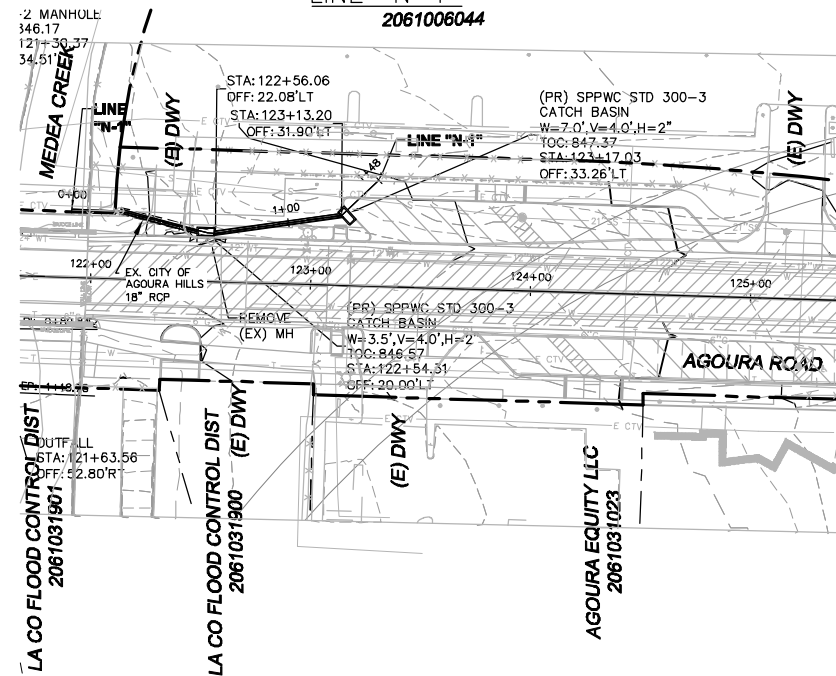 LINE "N-1"
2061006044
-2 MANHOLE
346.17
121+30.37
34.51'
MEDEA CREEK
LINE
"N-1"
(E) DWY
STA: 122+56.06
OFF: 22.08'LT
STA: 123+13.20
OFF: 31.90'LT
LINE "N-1"
48
(PR) SPPWC STD 300-3
CATCH BASIN
W=7.0', V=4.0', H=2"
TOC: 847.37
STA: 123+17.03
OFF: 33.26'LT
(E) DWY
E CTV
0+00
1+00
21" S
122+00
123+00
124+00
125+00
EX. CITY OF
AGOURA HILLS
18" RCP
REMOVE
(EX) MH
(PR) SPPWC STD 300-3
CATCH BASIN
W=3.5', V=4.0', H=2"
TOC: 846.57
STA: 122+54.31
OFF: 20.00'LT
AGOURA ROAD
E CTV
E CTV
OUTFALL
STA: 121+63.56
OFF: 52.80'RT
LA CO FLOOD CONTROL DIST
2061031901
LA CO FLOOD CONTROL DIST
2061031900
(E) DWY
(E) DWY
AGOURA EQUITY LLC
2061031023